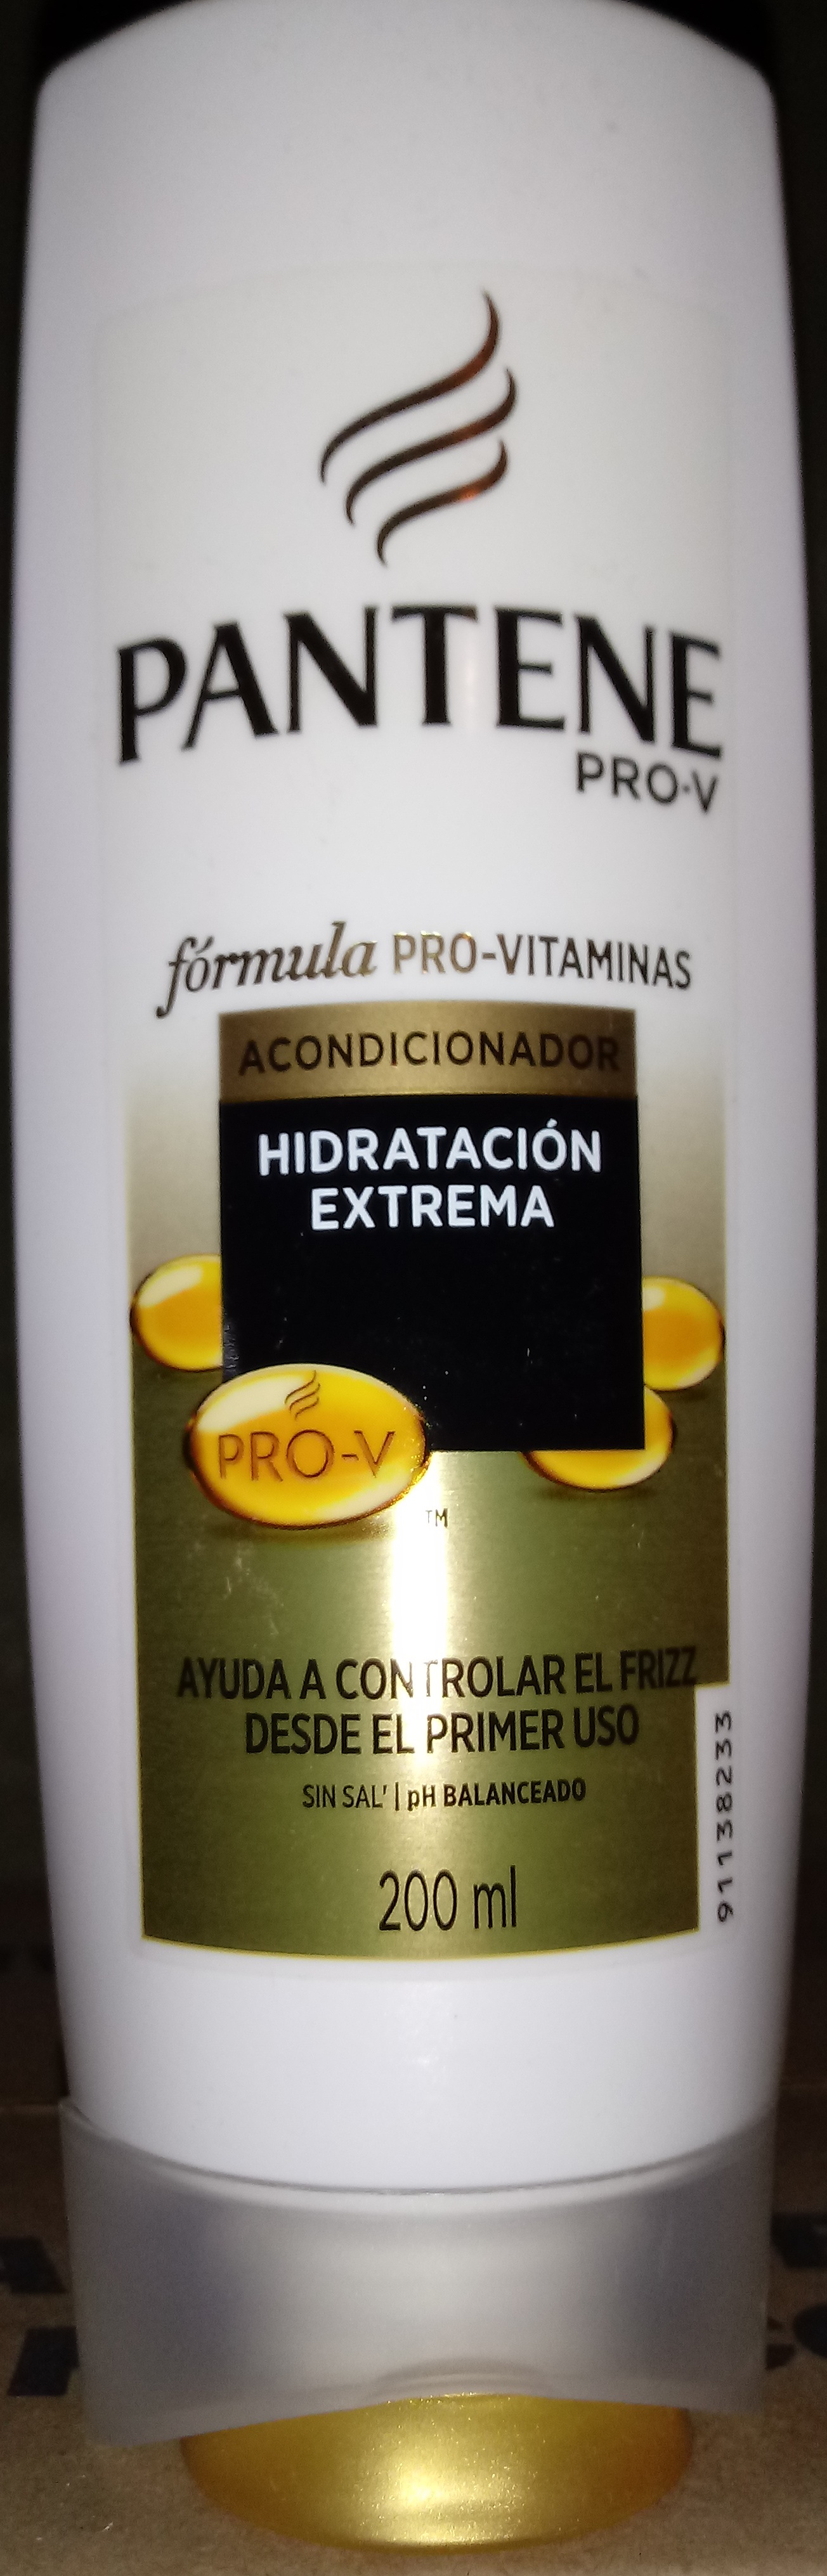 PANTENE
PRO·V
fórmula PRO-VITAMINAS
ACONDICIONADOR
HIDRATACIÓN
EXTREMA
PRO-V
TM
AYUDA A CONTROLAR EL FRIZZ
DESDE EL PRIMER USO
SIN SAL' | pH BALANCEADO
200 ml
91138233